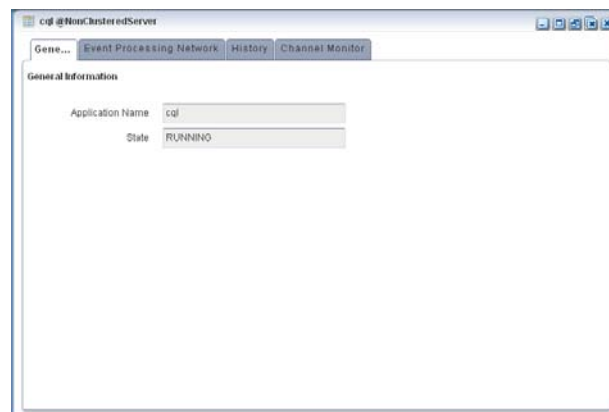 cql @NonClusteredServer
Gene... Event Processing Network History Channel Monitor
General Information
Application Name cql
State RUNNING